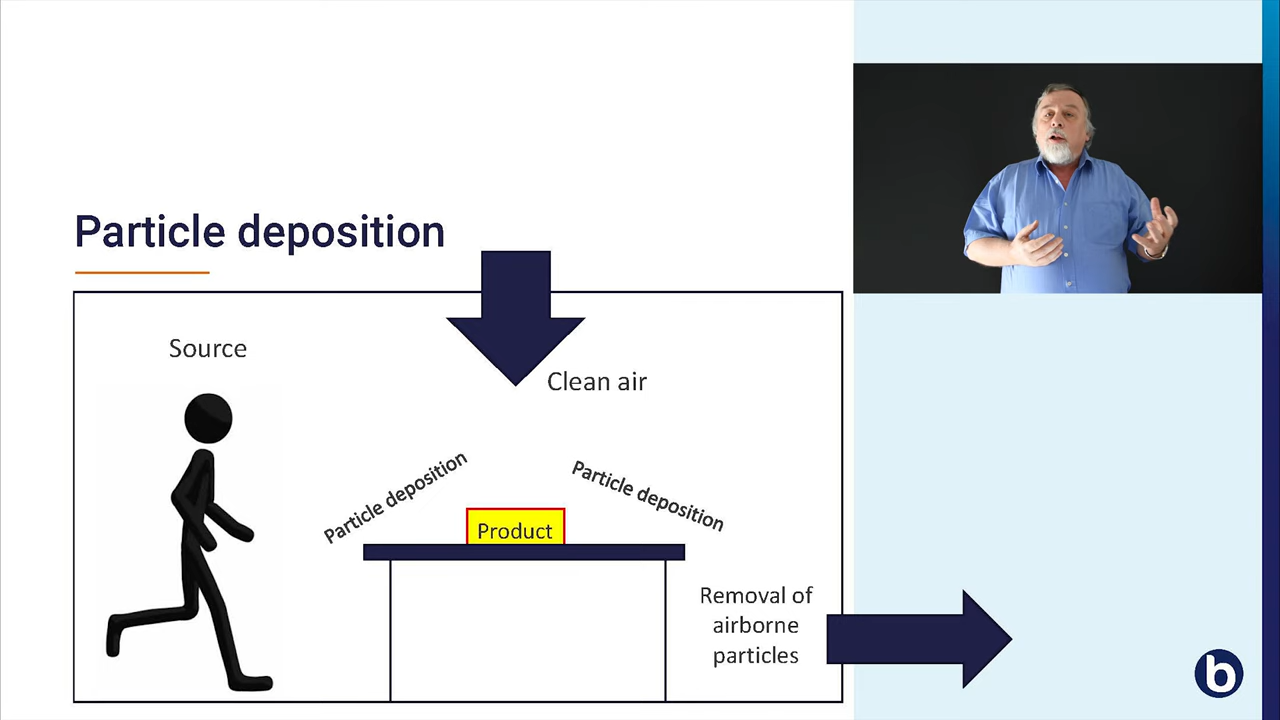 Particle deposition
Source
Clean air
Particle deposition
Particle deposition
Product
Removal of
airborne
particles
b